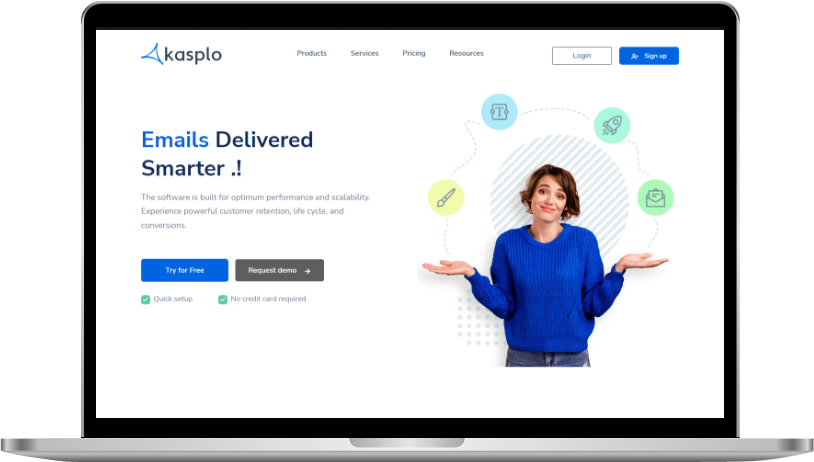 kasplo
Products
Services
Pricing
Resources
Login
Sign up
Emails Delivered
Smarter .!
The software is built for optimum performance and scalability.
Experience powerful customer retention, life cycle, and
conversions.
Try for Free
Request demo
Quick setup
No credit card required
T